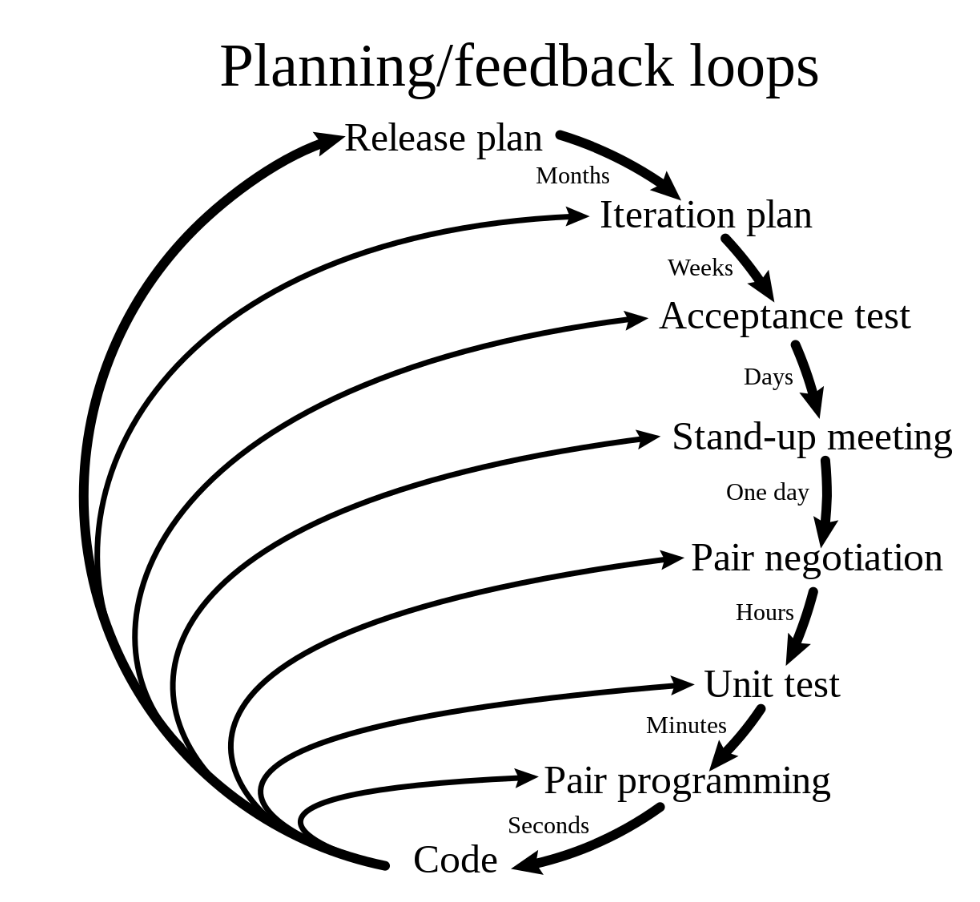 Planning/feedback loops
Release plan
Months
Iteration plan
Weeks
Acceptance test
Days
Stand-up meeting
One day
Pair negotiation
Hours
Unit test
Minutes
Pair programming
Seconds
Code